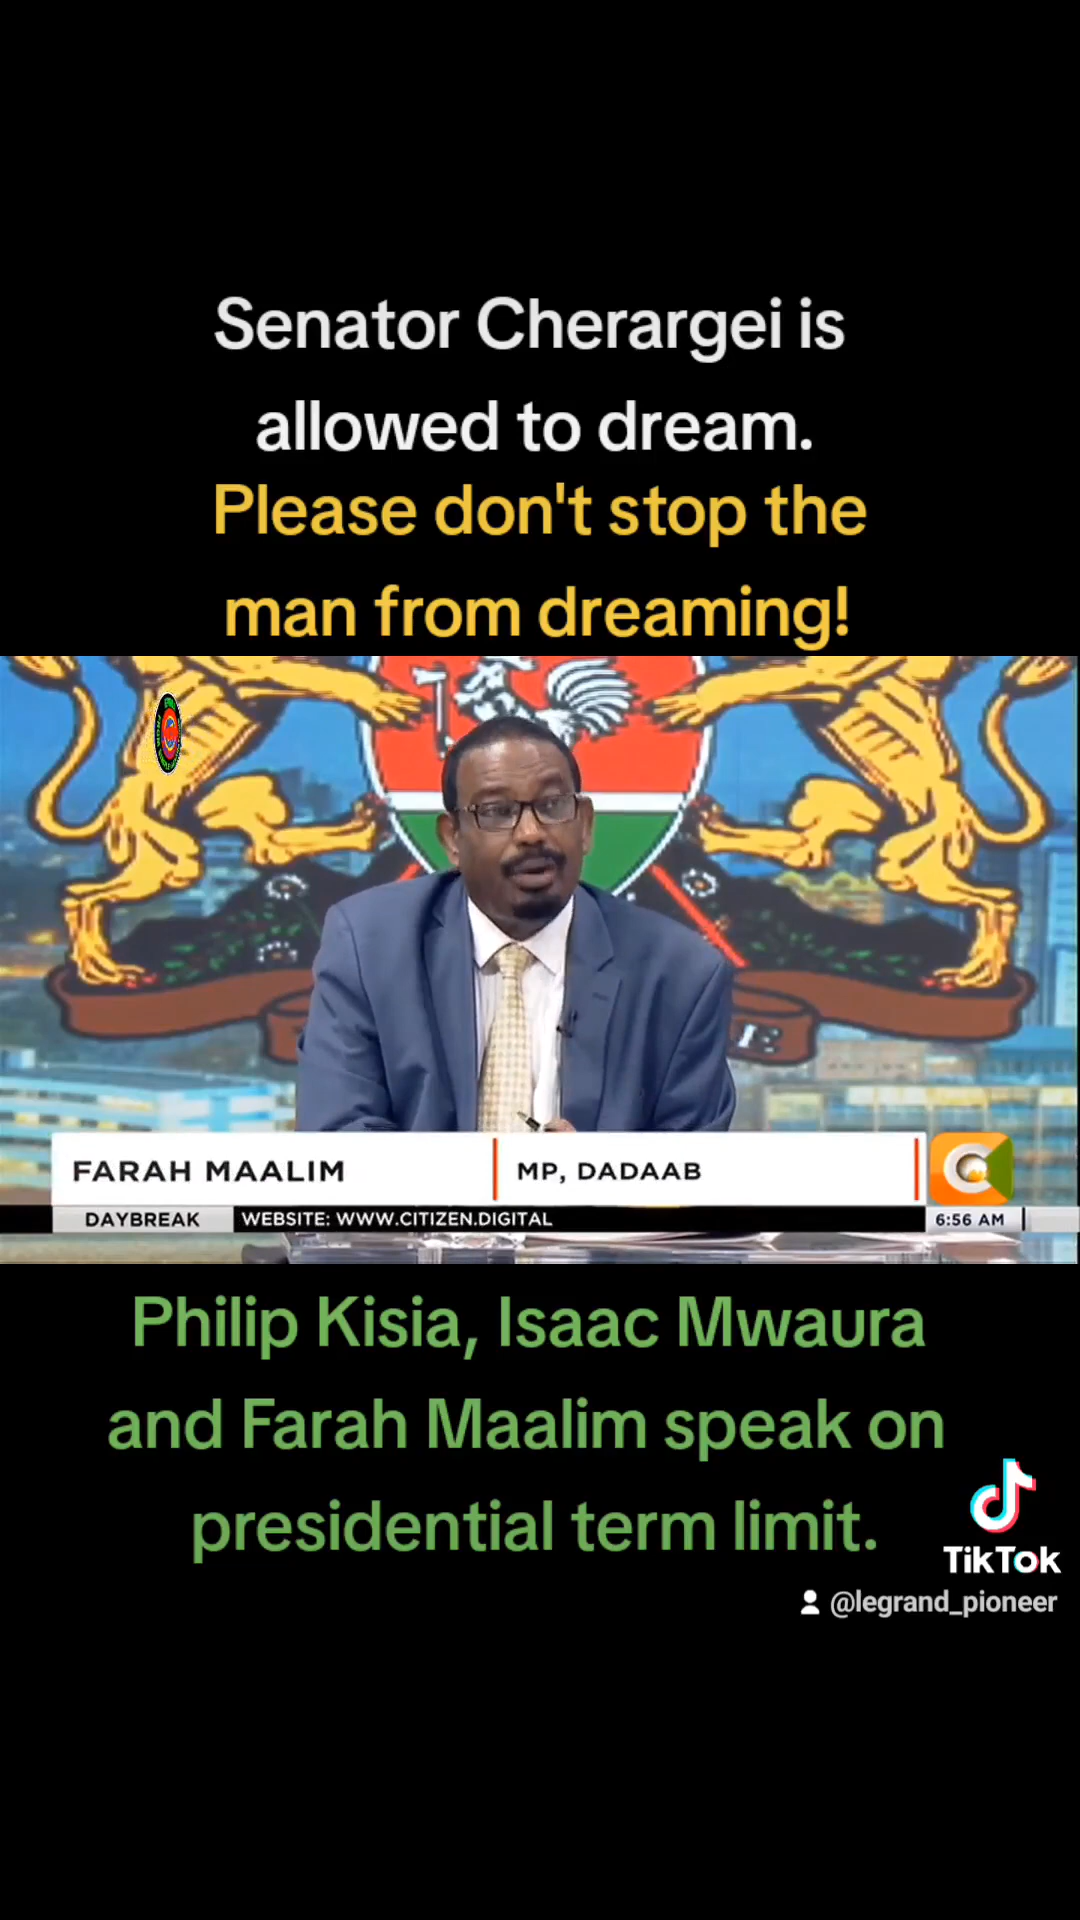 Senator Cherargei is
allowed to dream.
Please don't stop the
man from dreaming!
FARAH MAALIM
MP, DADAAB
DAYBREAK
WEBSITE: WWW.CITIZEN.DIGITAL
6:56 AM
Philip Kisia, Isaac Mwaura
and Farah Maalim speak on
presidential term limit.
TikTok
@legrand_pioneer